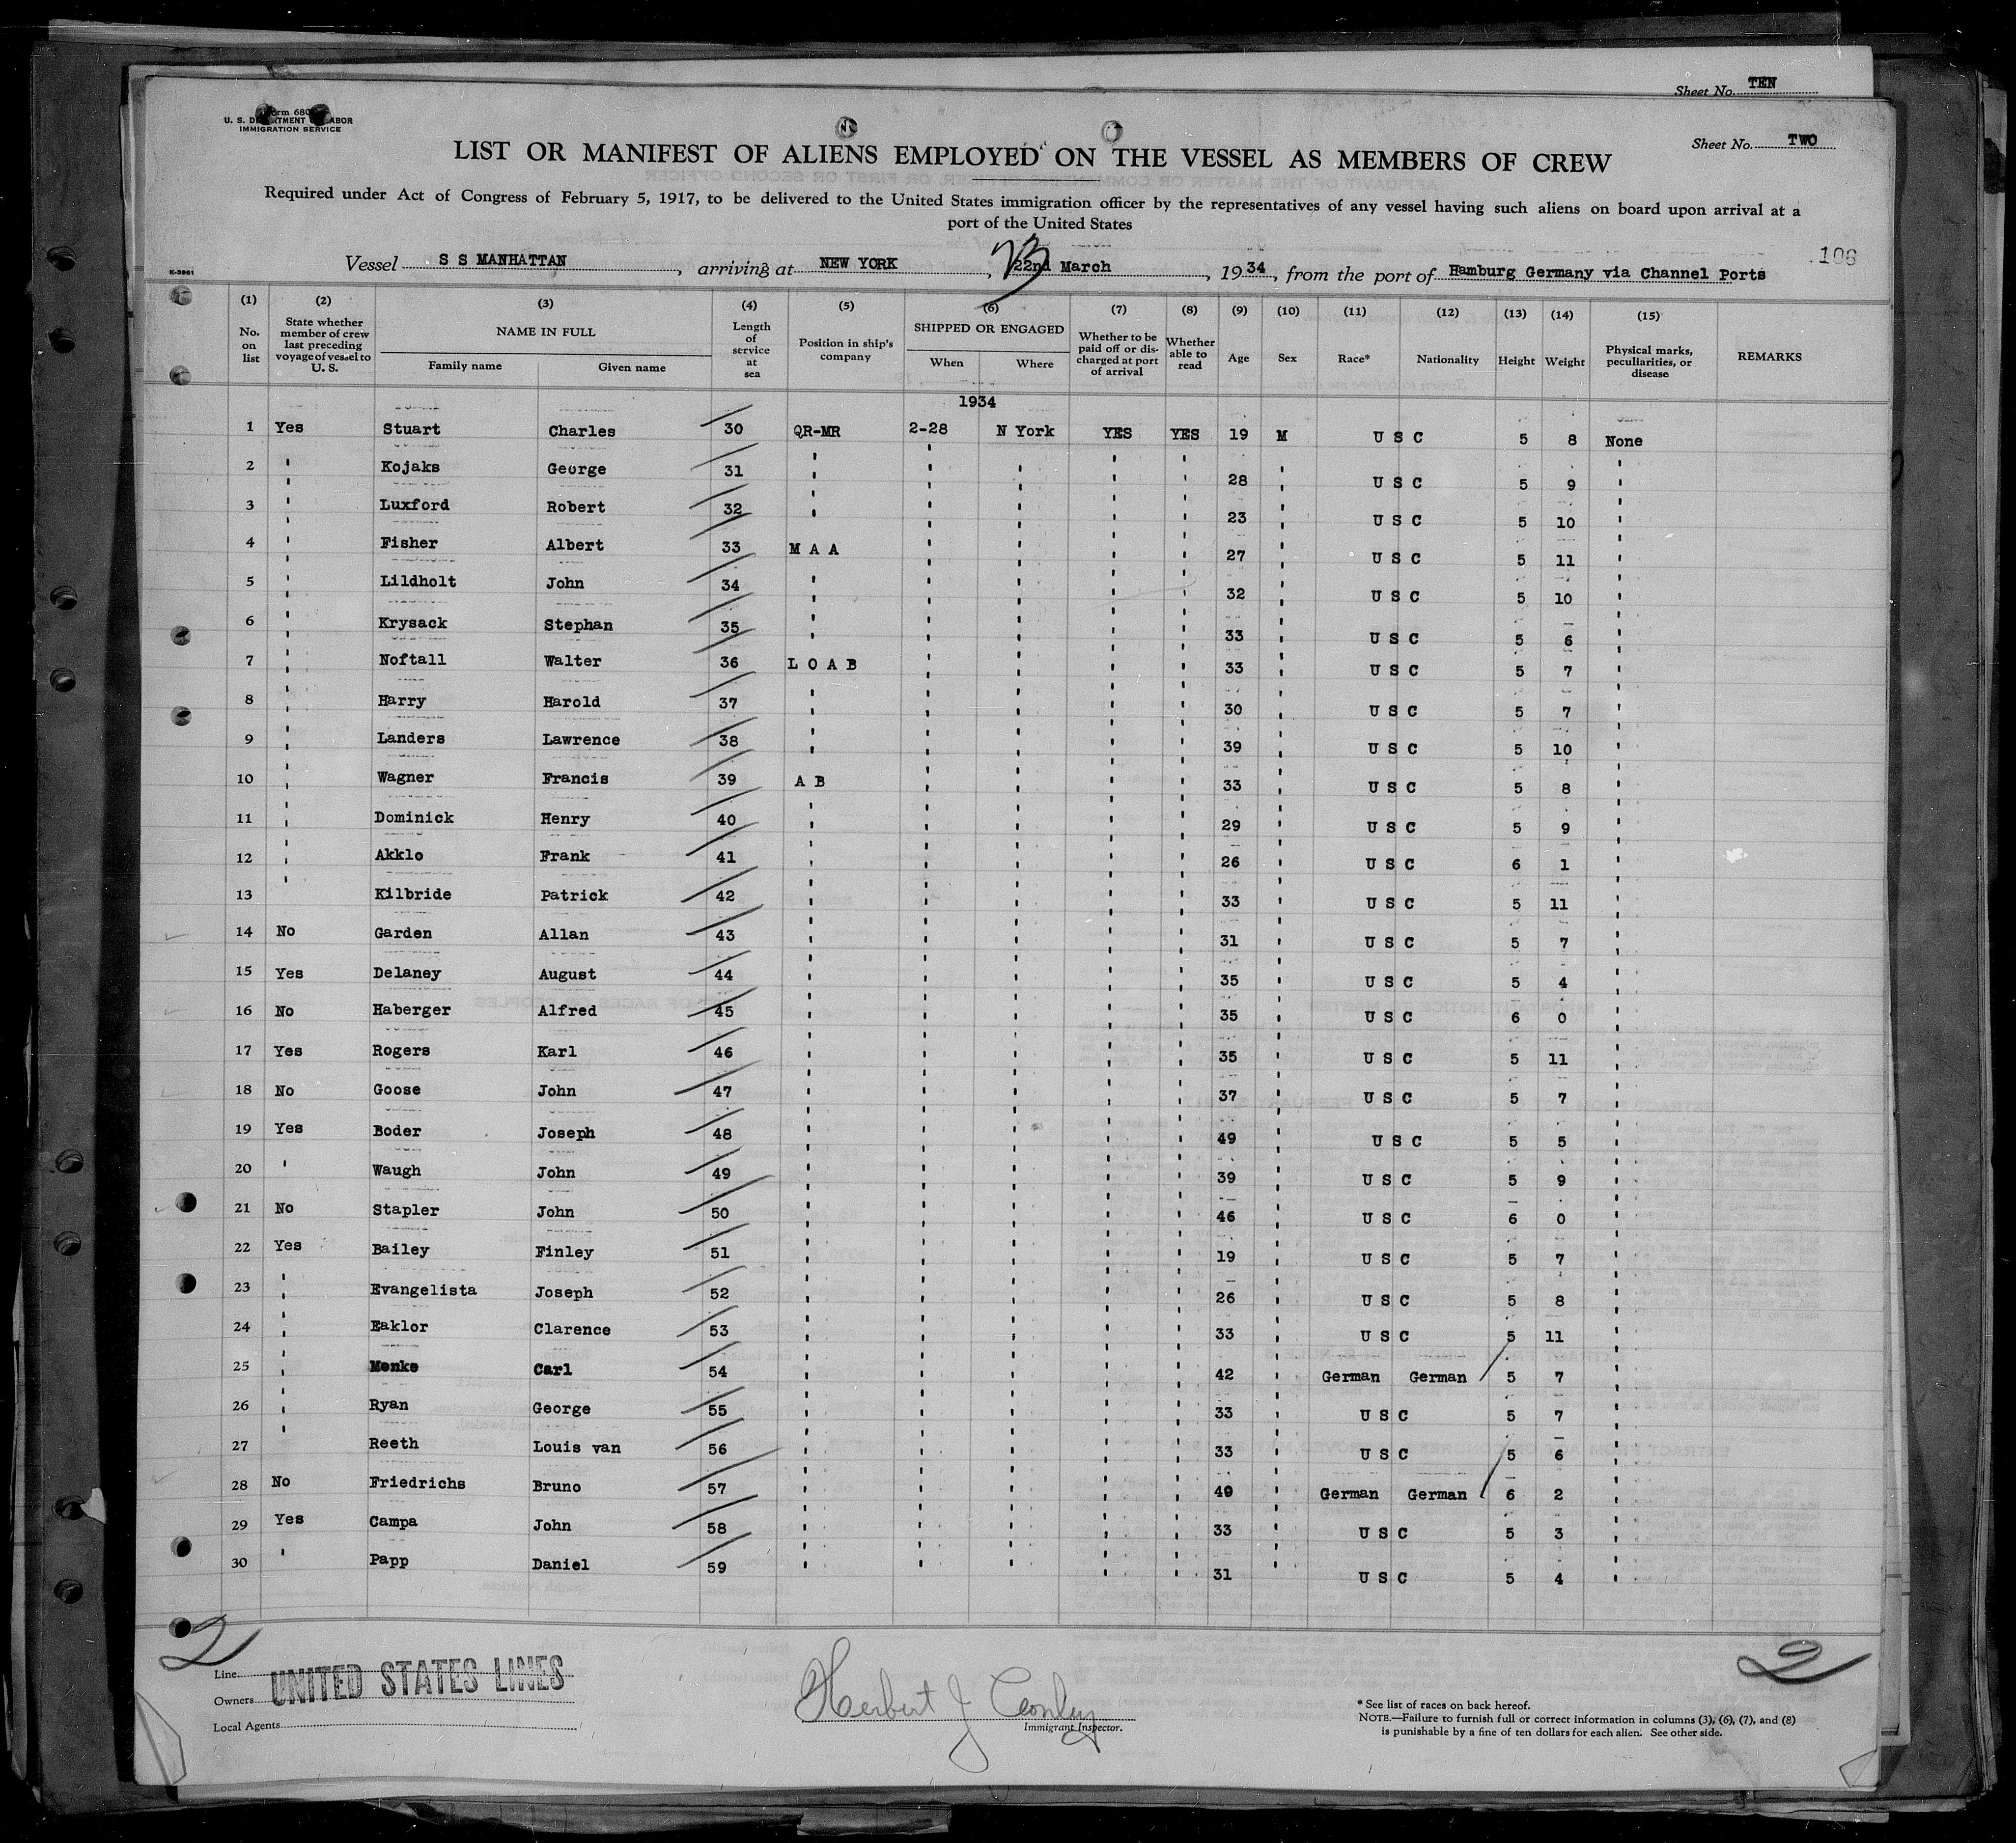 Sheet No. TEN
Form 680
U. S. DEPARTMENT OF LABOR
IMMIGRATION SERVICE
Sheet No. TWO
LIST OR MANIFEST OF ALIENS EMPLOYED ON THE VESSEL AS MEMBERS OF CREW
Required under Act of Congress of February 5, 1917, to be delivered to the United States immigration officer by the representatives of any vessel having such aliens on board upon arrival at a
port of the United States
106
K-3961
Vessel S S MANHATTAN, arriving at NEW YORK, 23 22nd March, 1934, from the port of Hamburg Germany via Channel Ports
(1) No. on list (2) State whether member of crew last preceding voyage of vessel to U. S. (3) NAME IN FULL Family name Given name (4) Length of service at sea (5) Position in ship's company (6) SHIPPED OR ENGAGED When Where (7) Whether to be paid off or discharged at port of arrival (8) Whether able to read (9) Age (10) Sex (11) Race* (12) Nationality (13) Height (14) Weight (15) Physical marks, peculiarities, or disease REMARKS
1934
1 Yes Stuart Charles 30 QR-MR 2-28 N York YES YES 19 M U S C 5 8 None
2 ' Kojaks George 31 ' ' ' ' ' 28 ' U S C 5 9 '
3 ' Luxford Robert 32 ' ' ' ' ' 23 ' U S C 5 10 '
4 ' Fisher Albert 33 M A A ' ' ' ' 27 ' U S C 5 11 '
5 ' Lildholt John 34 ' ' ' ' ' 32 ' U S C 5 10 '
6 ' Krysack Stephan 35 ' ' ' ' ' 33 ' U S C 5 6 '
7 ' Noftall Walter 36 L O A B ' ' ' ' 33 ' U S C 5 7 '
8 ' Harry Harold 37 ' ' ' ' ' 30 ' U S C 5 7 '
9 ' Landers Lawrence 38 ' ' ' ' ' 39 ' U S C 5 10 '
10 ' Wagner Francis 39 A B ' ' ' ' 33 ' U S C 5 8 '
11 ' Dominick Henry 40 ' ' ' ' ' 29 ' U S C 5 9 '
12 ' Akklo Frank 41 ' ' ' ' ' 26 ' U S C 6 1 '
13 ' Kilbride Patrick 42 ' ' ' ' ' 33 ' U S C 5 11 '
14 No Garden Allan 43 ' ' ' ' ' 31 ' U S C 5 7 '
15 Yes Delaney August 44 ' ' ' ' ' 35 ' U S C 5 4 '
16 No Haberger Alfred 45 ' ' ' ' ' 35 ' U S C 6 0 '
17 Yes Rogers Karl 46 ' ' ' ' ' 35 ' U S C 5 11 '
18 No Goose John 47 ' ' ' ' ' 37 ' U S C 5 7 '
19 Yes Boder Joseph 48 ' ' ' ' ' 49 ' U S C 5 5 '
20 ' Waugh John 49 ' ' ' ' ' 39 ' U S C 5 9 '
21 No Stapler John 50 ' ' ' ' ' 46 ' U S C 6 0 '
22 Yes Bailey Finley 51 ' ' ' ' ' 19 ' U S C 5 7 '
23 ' Evangelista Joseph 52 ' ' ' ' ' 26 ' U S C 5 8 '
24 ' Eaklor Clarence 53 ' ' ' ' ' 33 ' U S C 5 11 '
25 ' Menke Carl 54 ' ' ' ' ' 42 ' German German 5 7 '
26 ' Ryan George 55 ' ' ' ' ' 33 ' U S C 5 7 '
27 ' Reeth Louis van 56 ' ' ' ' ' 33 ' U S C 5 6 '
28 No Friedrichs Bruno 57 ' ' ' ' ' 40 ' German German 6 2 '
29 Yes Campa John 58 ' ' ' ' ' 33 ' U S C 5 3 '
30 ' Papp Daniel 59 ' ' ' ' ' 31 ' U S C 5 4 '
2 2
Line
Owners UNITED STATES LINES
Local Agents
Herbert J Conley
Immigrant Inspector.
* See list of races on back hereof.
NOTE.—Failure to furnish full or correct information in columns (3), (6), (7), and (8)
is punishable by a fine of ten dollars for each alien. See other side.